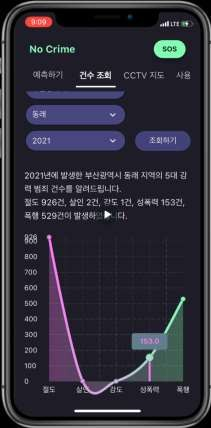 9:09
LTE
No Crime
SOS
예측하기
건수 조회
CCTV 지도
사용
동래
2021
조회하기
2021년에 발생한 부산광역시 동래 지역의 5대 강
력 범죄 건수를 알려드립니다.
절도 926건, 살인 2건, 강도 1건, 성폭력 153건,
폭행 529건이 발생하였습니다.
926
900
800
700
600
500
400
300
200
100
0
153.0
절도
살인
강도
성폭력
폭행